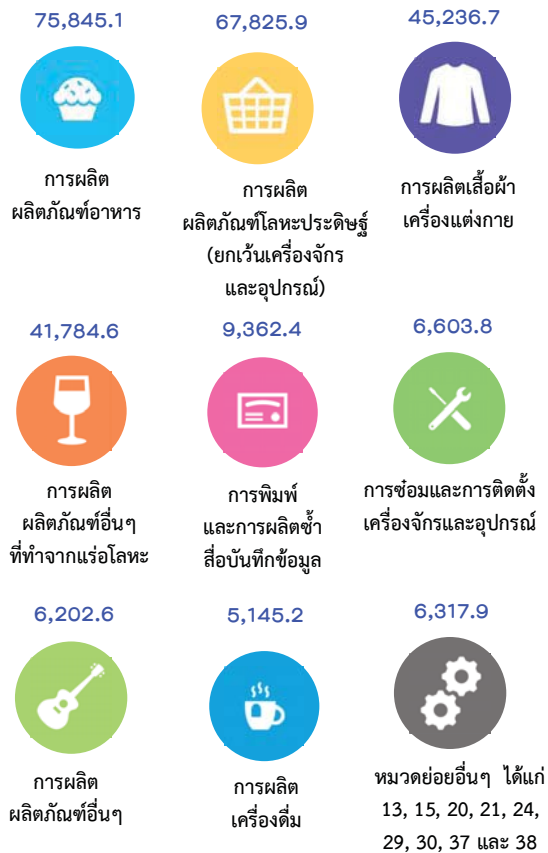 75,845.1
การผลิต
ผลิตภัณฑ์อาหาร
67,825.9
การผลิต
ผลิตภัณฑ์โลหะประดิษฐ์
(ยกเว้นเครื่องจักร
และอุปกรณ์)
45,236.7
การผลิตเสื้อผ้า
เครื่องแต่งกาย
41,784.6
การผลิต
ผลิตภัณฑ์อื่นๆ
ที่ทำจากแร่อโลหะ
9,362.4
การพิมพ์
และการผลิตซ้ำ
สื่อบันทึกข้อมูล
6,603.8
การซ่อมและการติดตั้ง
เครื่องจักรและอุปกรณ์
6,202.6
การผลิต
ผลิตภัณฑ์อื่นๆ
5,145.2
การผลิต
เครื่องดื่ม
6,317.9
หมวดย่อยอื่นๆ ได้แก่
13, 15, 20, 21, 24,
29, 30, 37 และ 38